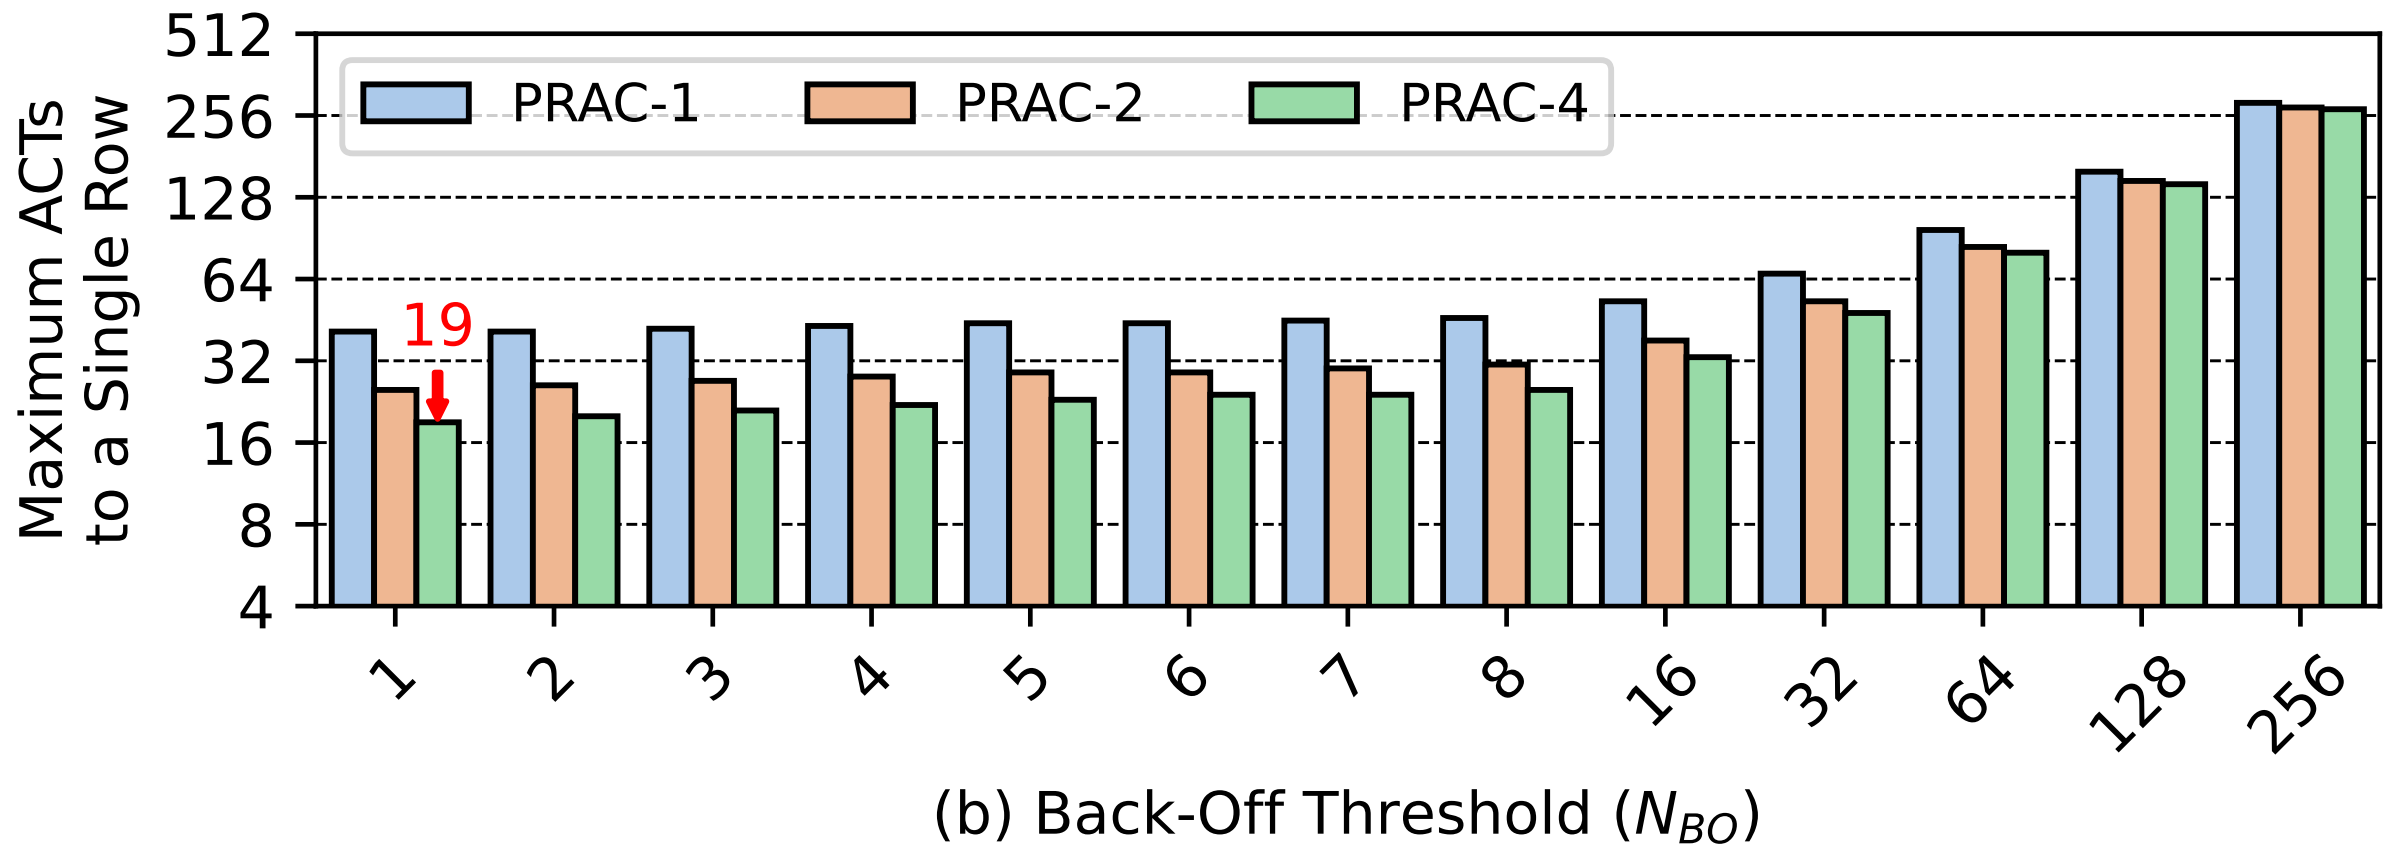 Maximum ACTs
to a Single Row
512
256
128
64
32
16
8
4
PRAC-1 PRAC-2 PRAC-4
19
1 2 3 4 5 6 7 8 16 32 64 128 256
(b) Back-Off Threshold (N_BO)